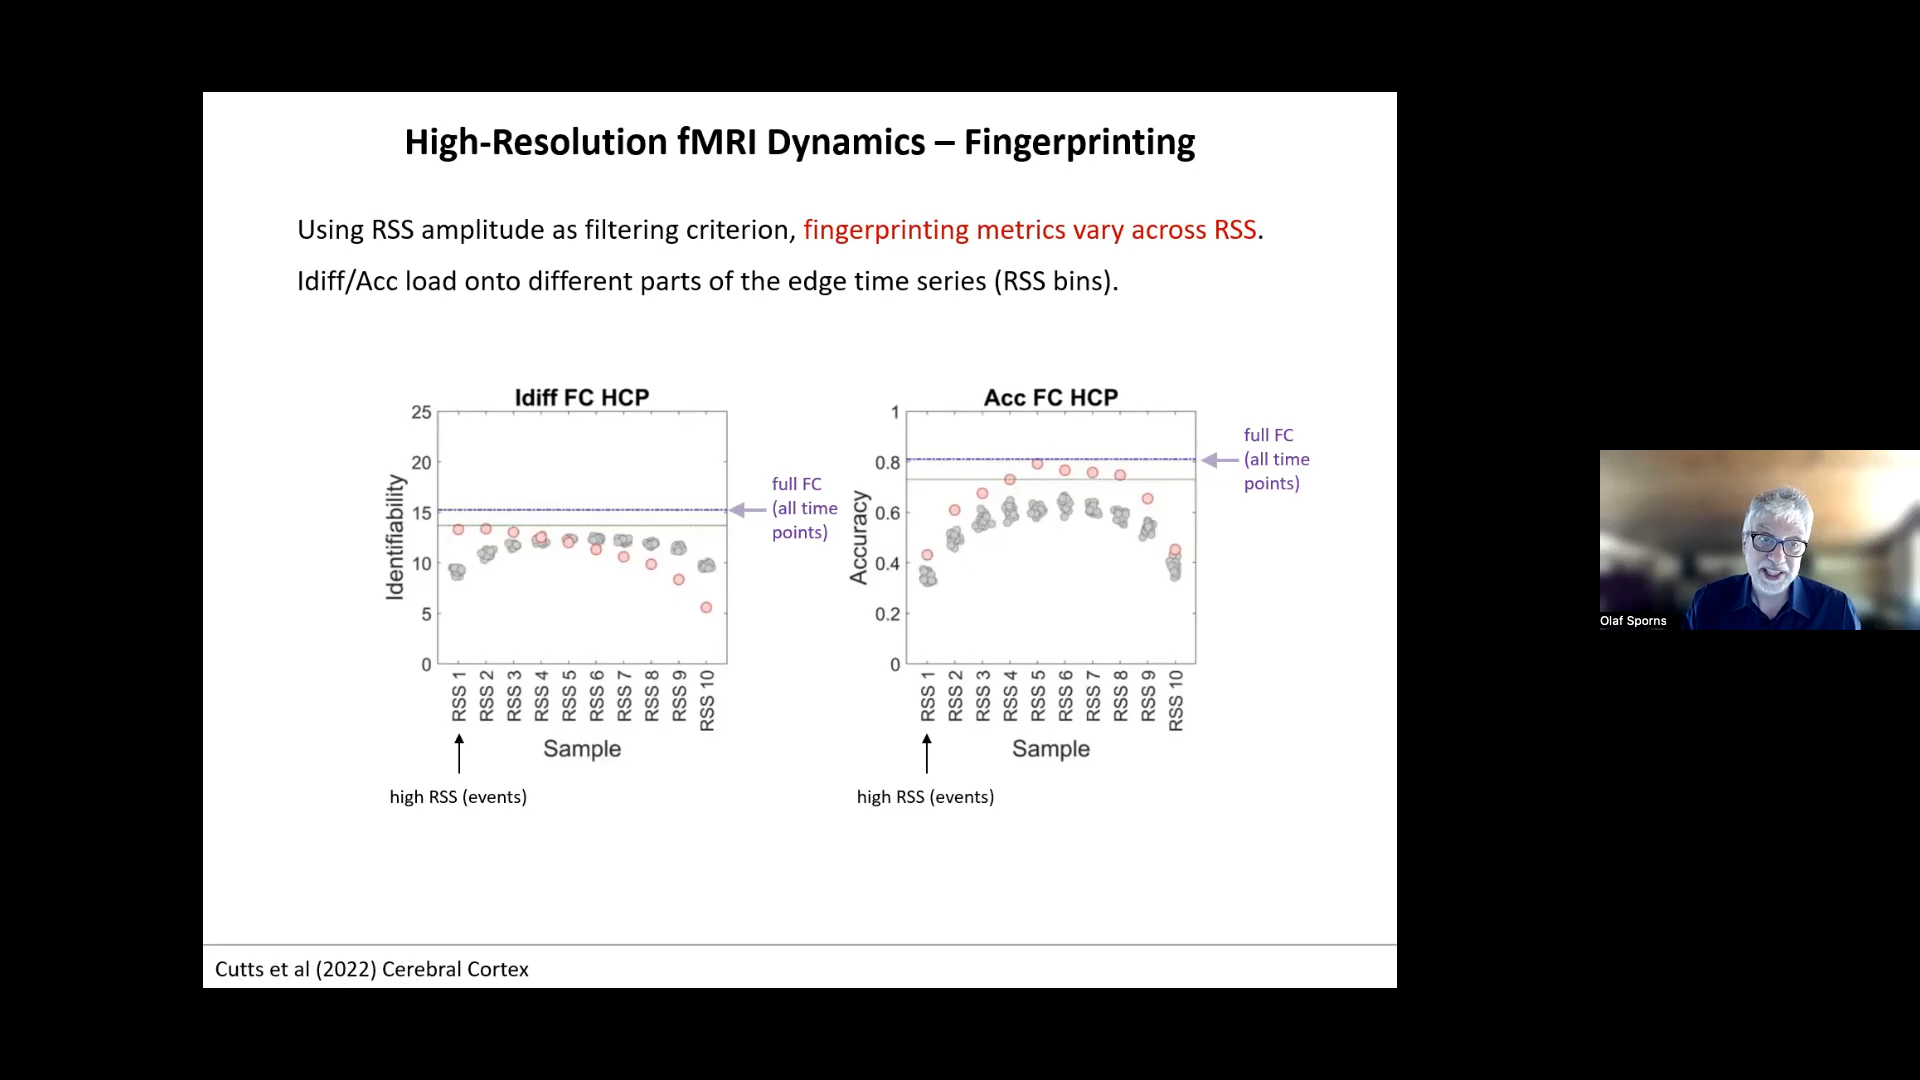 High-Resolution fMRI Dynamics – Fingerprinting
Using RSS amplitude as filtering criterion, fingerprinting metrics vary across RSS.
Idiff/Acc load onto different parts of the edge time series (RSS bins).
Idiff FC HCP
25
20
15
10
5
0
Identifiability
full FC
(all time
points)
RSS 1
RSS 2
RSS 3
RSS 4
RSS 5
RSS 6
RSS 7
RSS 8
RSS 9
RSS 10
Sample
high RSS (events)
Acc FC HCP
1
0.8
0.6
0.4
0.2
0
Accuracy
full FC
(all time
points)
RSS 1
RSS 2
RSS 3
RSS 4
RSS 5
RSS 6
RSS 7
RSS 8
RSS 9
RSS 10
Sample
high RSS (events)
Cutts et al (2022) Cerebral Cortex
Olaf Sporns